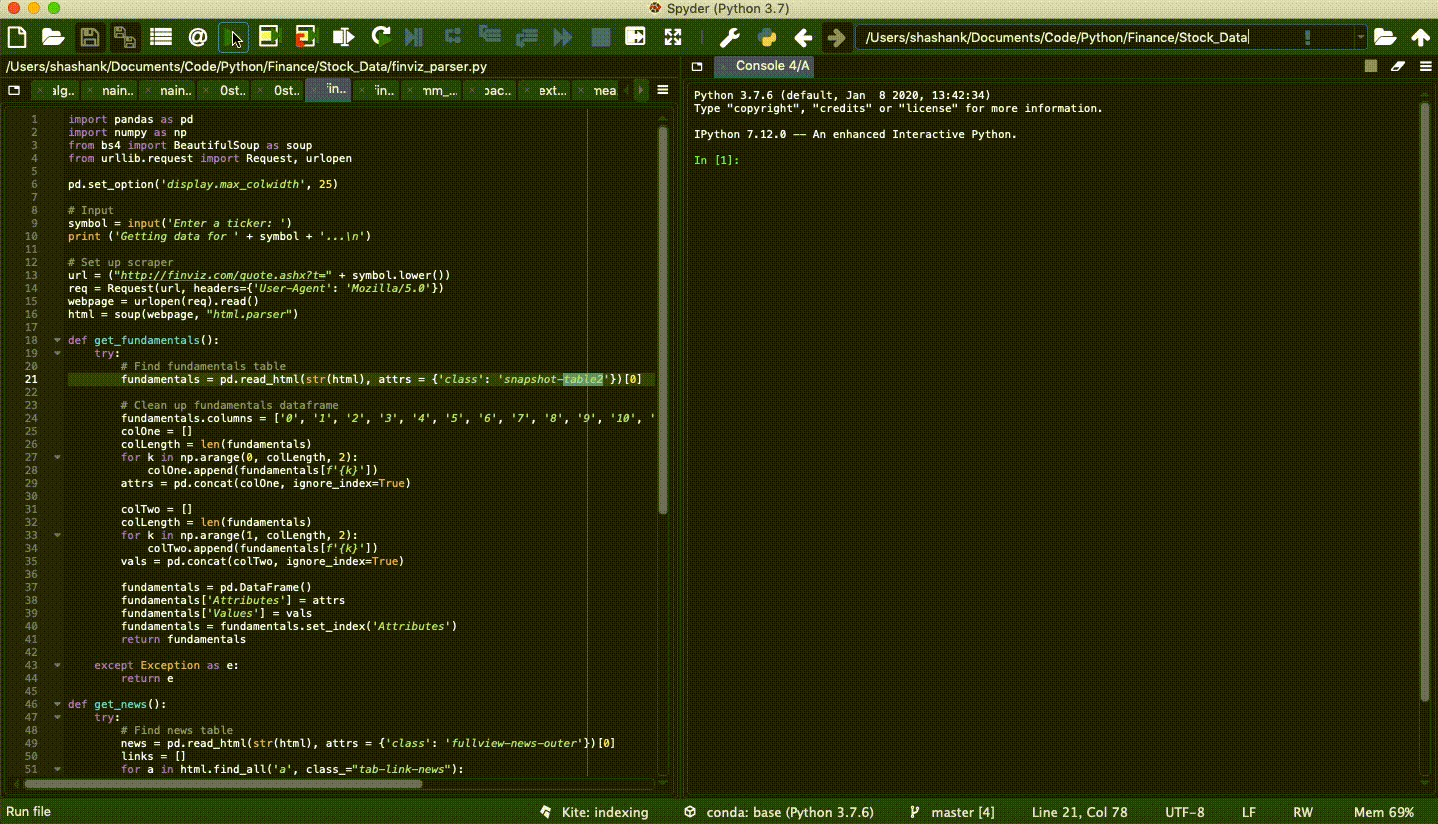 Spyder (Python 3.7)
/Users/shashank/Documents/Code/Python/Finance/Stock_Data
/Users/shashank/Documents/Code/Python/Finance/Stock_Data/finviz_parser.py
alg.. nain.. nain.. 0st.. 0st.. 'in.. 'in.. mm_... pac.. ext... mea
1 import pandas as pd
2 import numpy as np
3 from bs4 import BeautifulSoup as soup
4 from urllib.request import Request, urlopen
5
6 pd.set_option('display.max_colwidth', 25)
7
8 # Input
9 symbol = input('Enter a ticker: ')
10 print ('Getting data for ' + symbol + '...\n')
11
12 # Set up scraper
13 url = ("http://finviz.com/quote.ashx?t=" + symbol.lower())
14 req = Request(url, headers={'User-Agent': 'Mozilla/5.0'})
15 webpage = urlopen(req).read()
16 html = soup(webpage, "html.parser")
17
18 def get_fundamentals():
19 try:
20 # Find fundamentals table
21 fundamentals = pd.read_html(str(html), attrs = {'class': 'snapshot-table2'})[0]
22
23 # Clean up fundamentals dataframe
24 fundamentals.columns = ['0', '1', '2', '3', '4', '5', '6', '7', '8', '9', '10', '
25 colOne = []
26 colLength = len(fundamentals)
27 for k in np.arange(0, colLength, 2):
28 colOne.append(fundamentals[f'{k}'])
29 attrs = pd.concat(colOne, ignore_index=True)
30
31 colTwo = []
32 colLength = len(fundamentals)
33 for k in np.arange(1, colLength, 2):
34 colTwo.append(fundamentals[f'{k}'])
35 vals = pd.concat(colTwo, ignore_index=True)
36
37 fundamentals = pd.DataFrame()
38 fundamentals['Attributes'] = attrs
39 fundamentals['Values'] = vals
40 fundamentals = fundamentals.set_index('Attributes')
41 return fundamentals
42
43 except Exception as e:
44 return e
45
46 def get_news():
47 try:
48 # Find news table
49 news = pd.read_html(str(html), attrs = {'class': 'fullview-news-outer'})[0]
50 links = []
51 for a in html.find_all('a', class_="tab-link-news"):
Console 4/A
Python 3.7.6 (default, Jan  8 2020, 13:42:34)
Type "copyright", "credits" or "license" for more information.
IPython 7.12.0 -- An enhanced Interactive Python.
In [1]:
Run file Kite: indexing conda: base (Python 3.7.6) master [4] Line 21, Col 78 UTF-8 LF RW Mem 69%